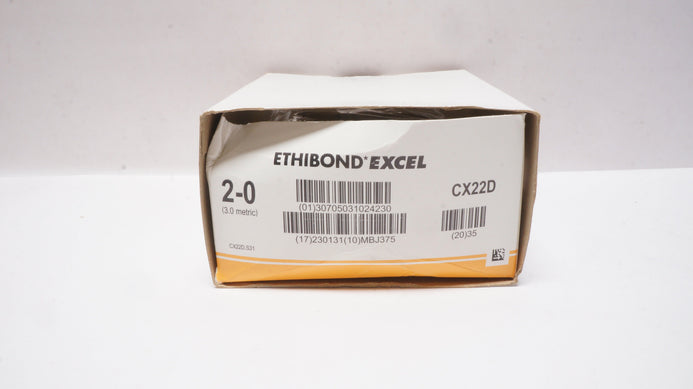 ETHIBOND* EXCEL
2-0
(3.0 metric)
CX22D
(01)30705031024230
(17)230131(10)MBJ375
(20)35
CX22D.S31